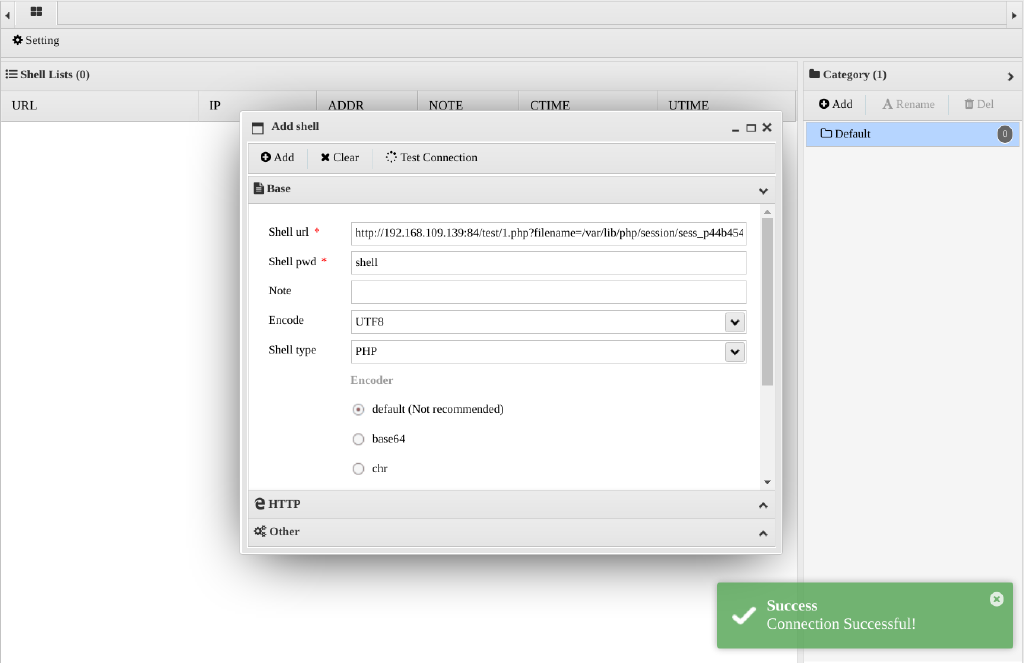 Setting
Shell Lists (0)
Category (1)
URL IP ADDR NOTE CTIME UTIME
Add Rename Del
Default 0
Add shell
Add Clear Test Connection
Base
Shell url * http://192.168.109.139:84/test/1.php?filename=/var/lib/php/session/sess_p44b454
Shell pwd * shell
Note
Encode UTF8
Shell type PHP
Encoder
default (Not recommended)
base64
chr
HTTP
Other
Success
Connection Successful!